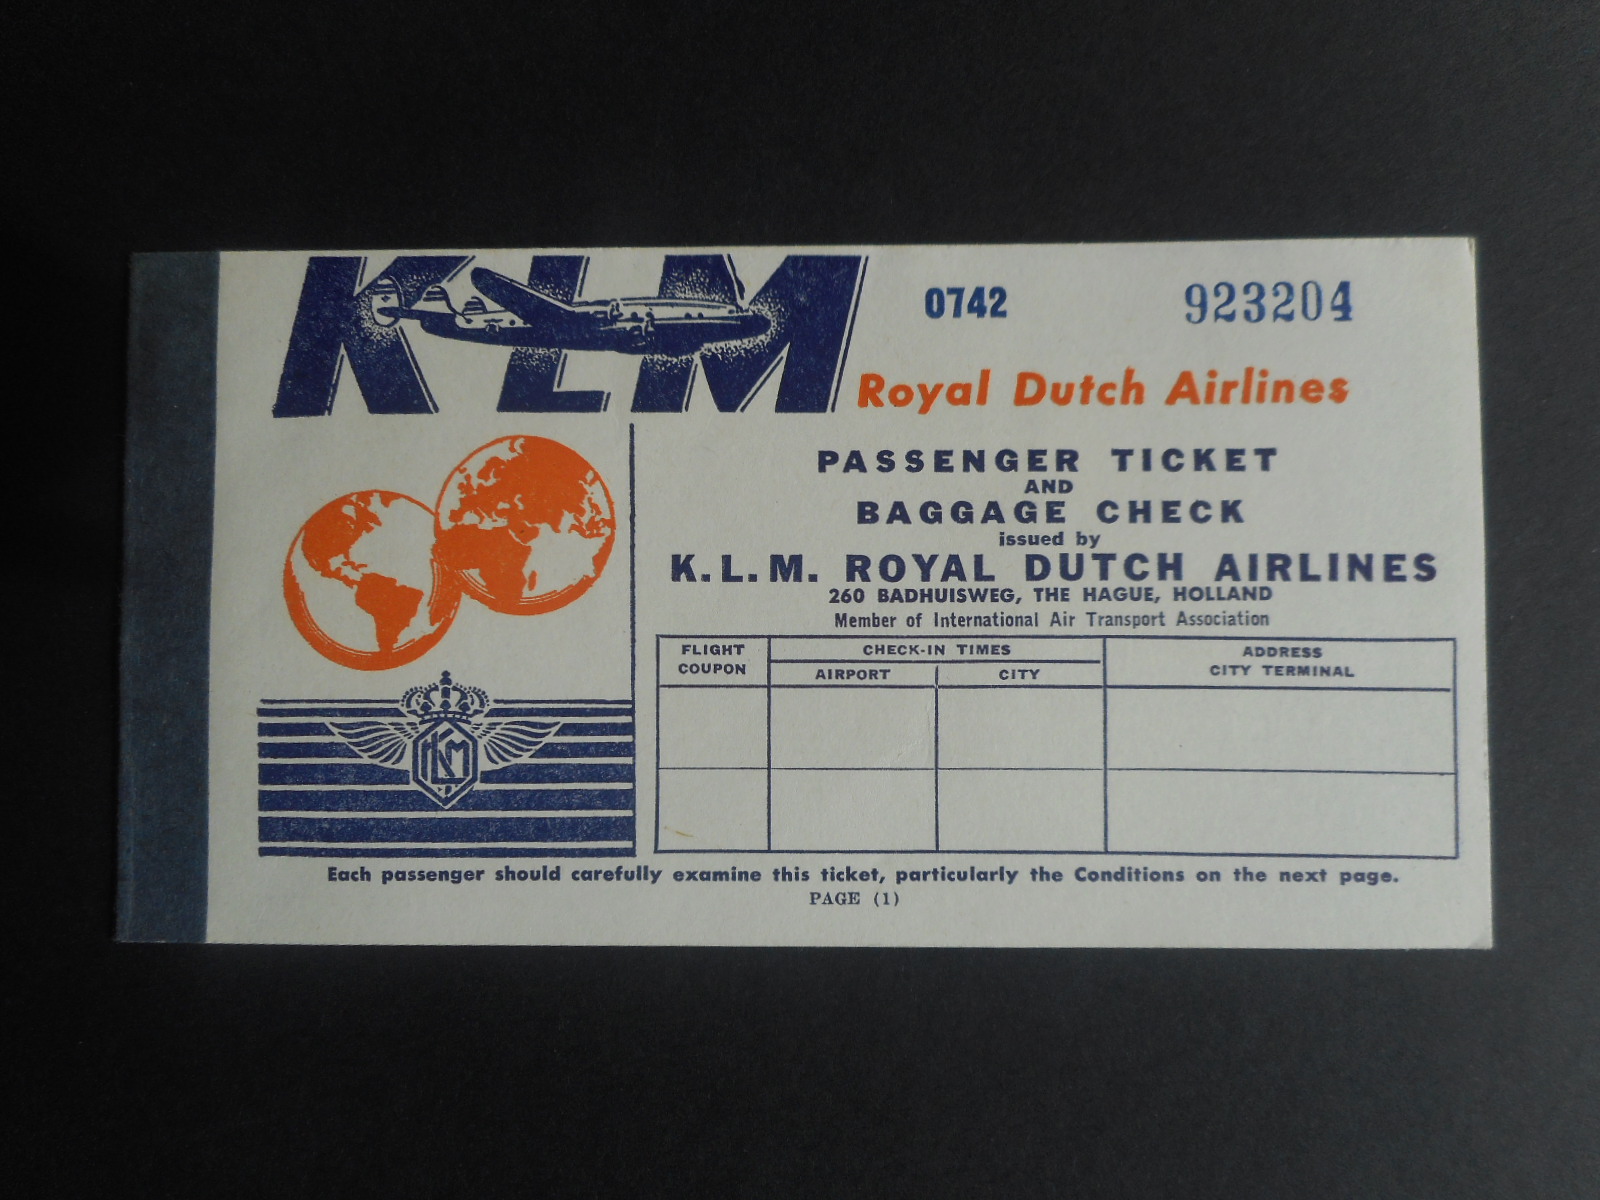 KLM
0742 923204
Royal Dutch Airlines
PASSENGER TICKET
AND
BAGGAGE CHECK
issued by
K.L.M. ROYAL DUTCH AIRLINES
260 BADHUISWEG, THE HAGUE, HOLLAND
Member of International Air Transport Association
FLIGHT COUPON
CHECK-IN TIMES
AIRPORT
CITY
ADDRESS
CITY TERMINAL
KLM
Each passenger should carefully examine this ticket, particularly the Conditions on the next page.
PAGE (1)